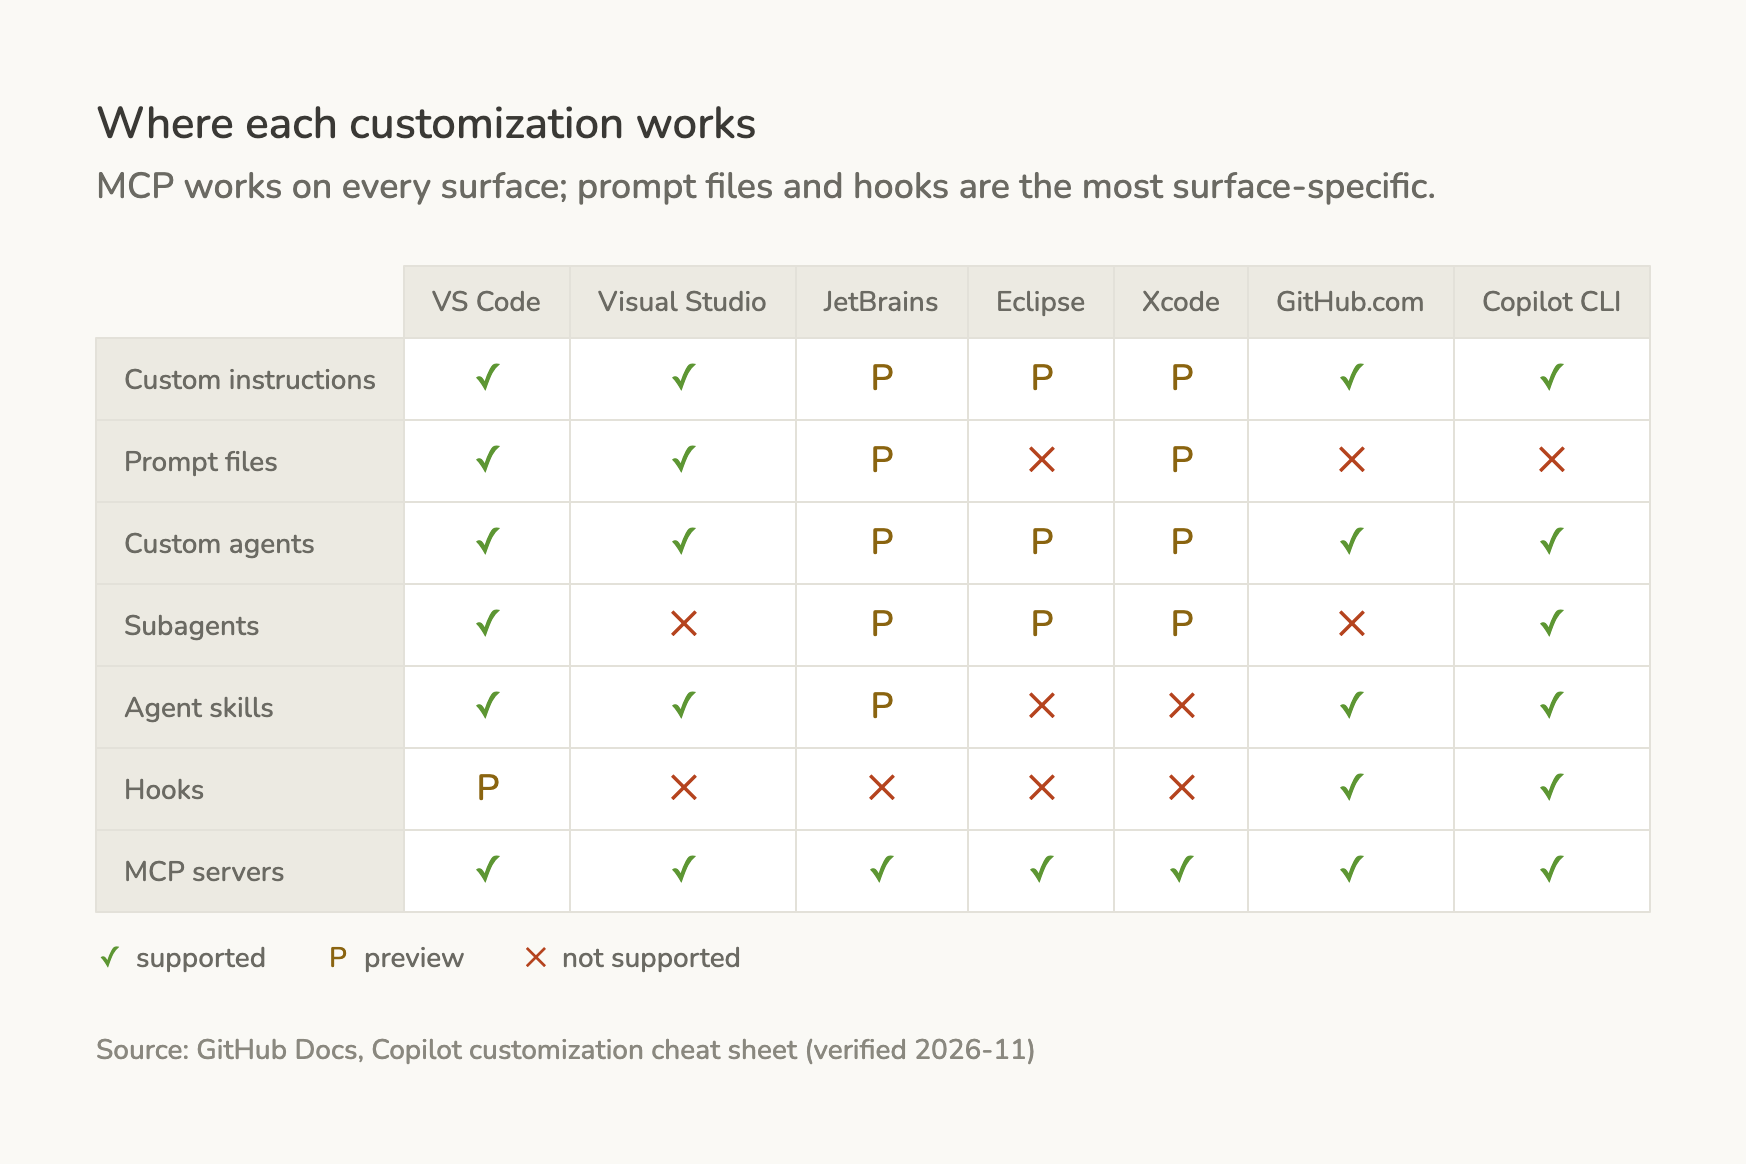 Where each customization works
MCP works on every surface; prompt files and hooks are the most surface-specific.
VS Code Visual Studio JetBrains Eclipse Xcode GitHub.com Copilot CLI
Custom instructions ✓ ✓ P P P ✓ ✓
Prompt files ✓ ✓ P ✕ P ✕ ✕
Custom agents ✓ ✓ P P P ✓ ✓
Subagents ✓ ✕ P P P ✕ ✓
Agent skills ✓ ✓ P ✕ ✕ ✓ ✓
Hooks P ✕ ✕ ✕ ✕ ✓ ✓
MCP servers ✓ ✓ ✓ ✓ ✓ ✓ ✓
✓ supported P preview ✕ not supported
Source: GitHub Docs, Copilot customization cheat sheet (verified 2026-11)